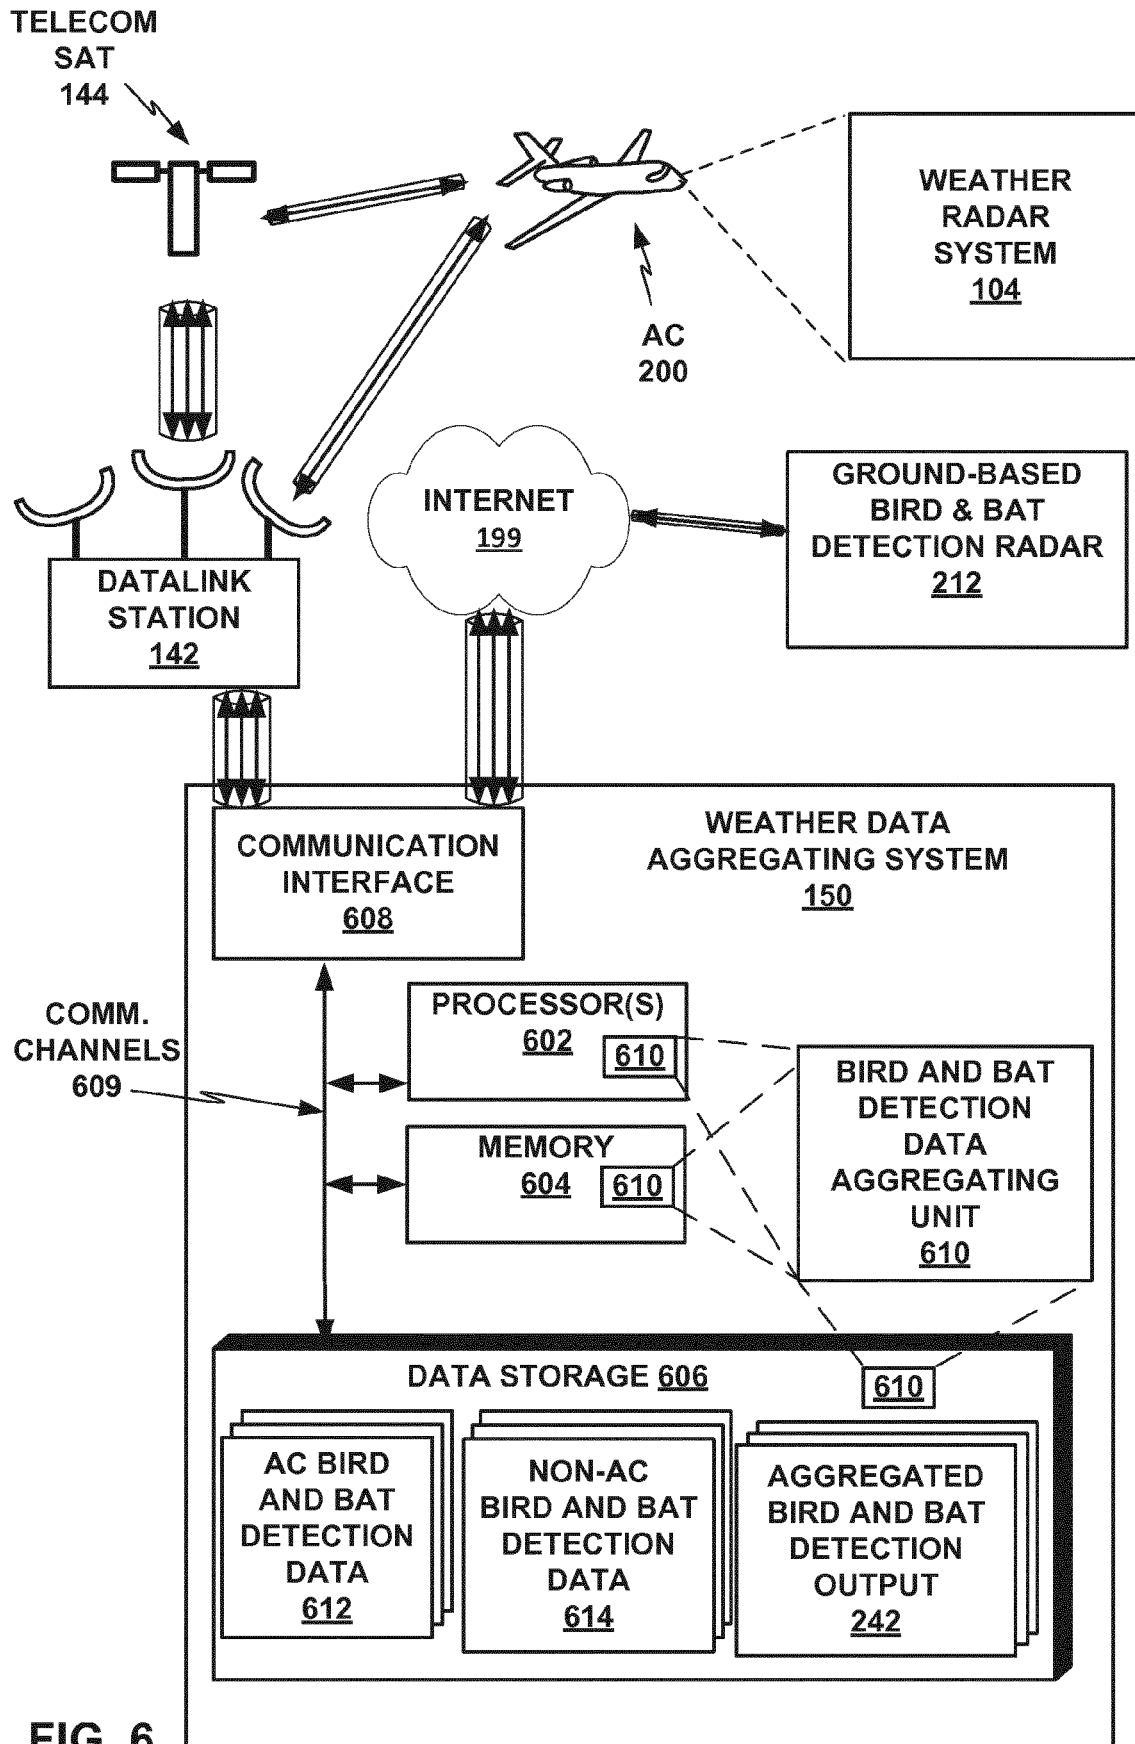 TELECOM
SAT
144
WEATHER
RADAR
SYSTEM
104
AC
200
INTERNET
199
GROUND-BASED
BIRD & BAT
DETECTION RADAR
212
DATALINK
STATION
142
COMMUNICATION
INTERFACE
608
WEATHER DATA
AGGREGATING SYSTEM
150
COMM.
CHANNELS
609
PROCESSOR(S)
602
610
MEMORY
604
610
BIRD AND BAT
DETECTION
DATA
AGGREGATING
UNIT
610
DATA STORAGE 606
610
AC BIRD
AND BAT
DETECTION
DATA
612
NON-AC
BIRD AND BAT
DETECTION
DATA
614
AGGREGATED
BIRD AND BAT
DETECTION
OUTPUT
242
FIG. 6